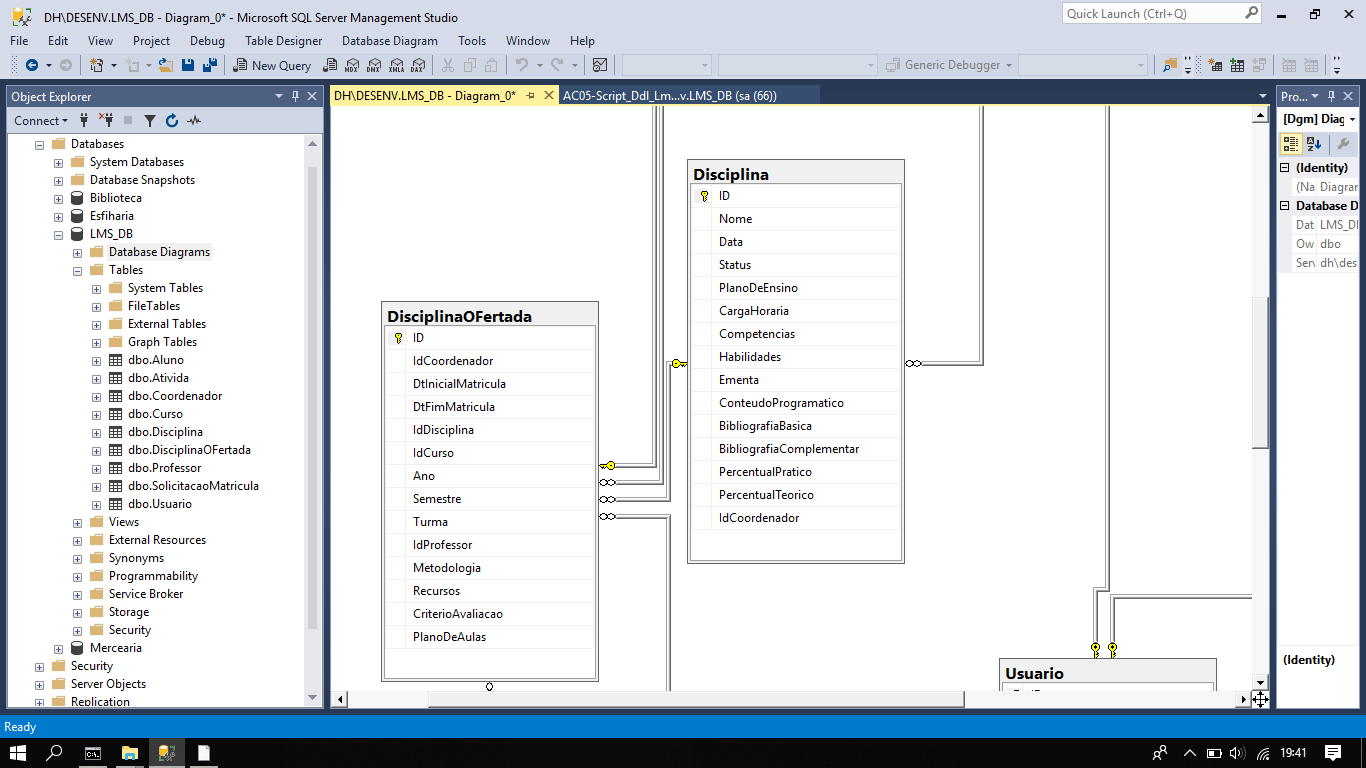 DH\DESENV.LMS_DB - Diagram_0* - Microsoft SQL Server Management Studio
Quick Launch (Ctrl+Q)
File Edit View Project Debug Table Designer Database Diagram Tools Window Help
New Query MDX DMX XMLA DAX Generic Debugger
Object Explorer
DH\DESENV.LMS_DB - Diagram_0* AC05-Script_Ddl_Lm...v.LMS_DB (sa (66))
Connect
Databases
System Databases
Database Snapshots
Biblioteca
Esfiharia
LMS_DB
Database Diagrams
Tables
System Tables
FileTables
External Tables
Graph Tables
dbo.Aluno
dbo.Ativida
dbo.Coordenador
dbo.Curso
dbo.Disciplina
dbo.DisciplinaOFertada
dbo.Professor
dbo.SolicitacaoMatricula
dbo.Usuario
Views
External Resources
Synonyms
Programmability
Service Broker
Storage
Security
Mercearia
Security
Server Objects
Replication
DisciplinaOFertada
ID
IdCoordenador
DtInicialMatricula
DtFimMatricula
IdDisciplina
IdCurso
Ano
Semestre
Turma
IdProfessor
Metodologia
Recursos
CriterioAvaliacao
PlanoDeAulas
Disciplina
ID
Nome
Data
Status
PlanoDeEnsino
CargaHoraria
Competencias
Habilidades
Ementa
ConteudoProgramatico
BibliografiaBasica
BibliografiaComplementar
PercentualPratico
PercentualTeorico
IdCoordenador
Usuario
Pro...
[Dgm] Diag
(Identity)
(Na Diagrar
Database D
Dat LMS_DI
Ow dbo
Ser dh\des
(Identity)
Ready
19:41